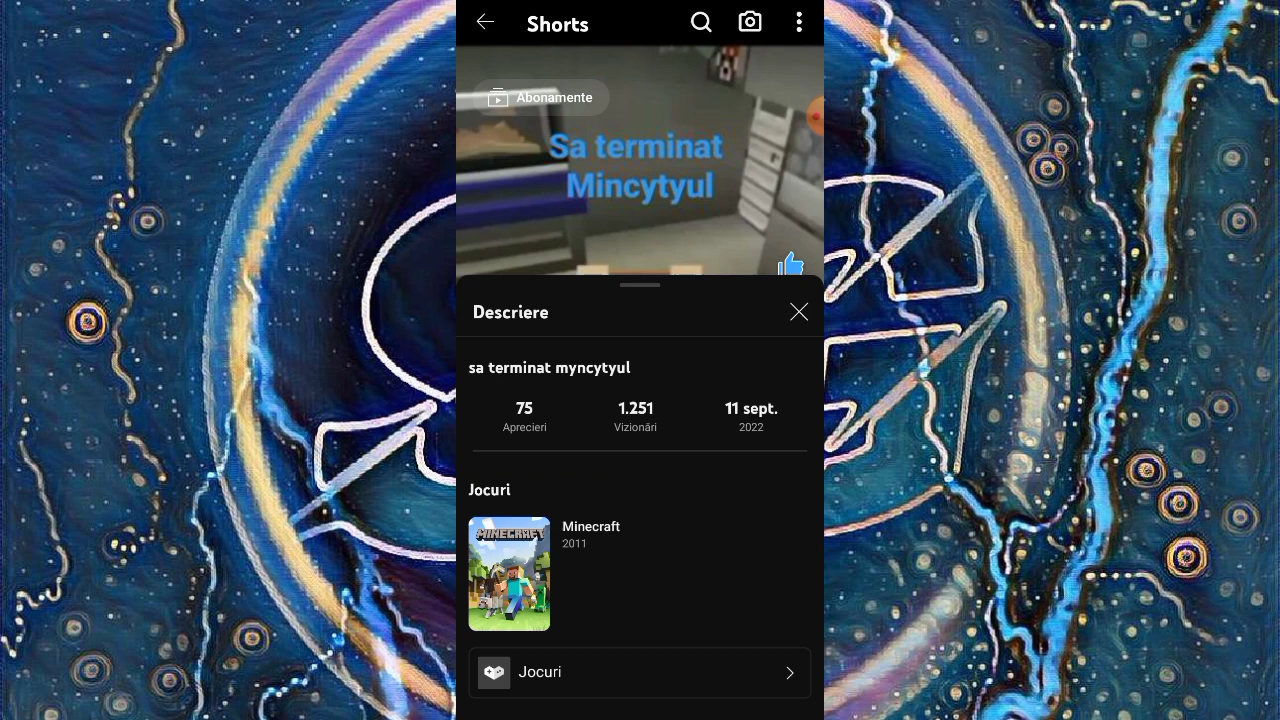 Shorts
Abonamente
Sa terminat
Mincytyul
Descriere
sa terminat myncytyul
75
Aprecieri
1.251
Vizionări
11 sept.
2022
Jocuri
MINECRAFT
Minecraft
2011
Jocuri